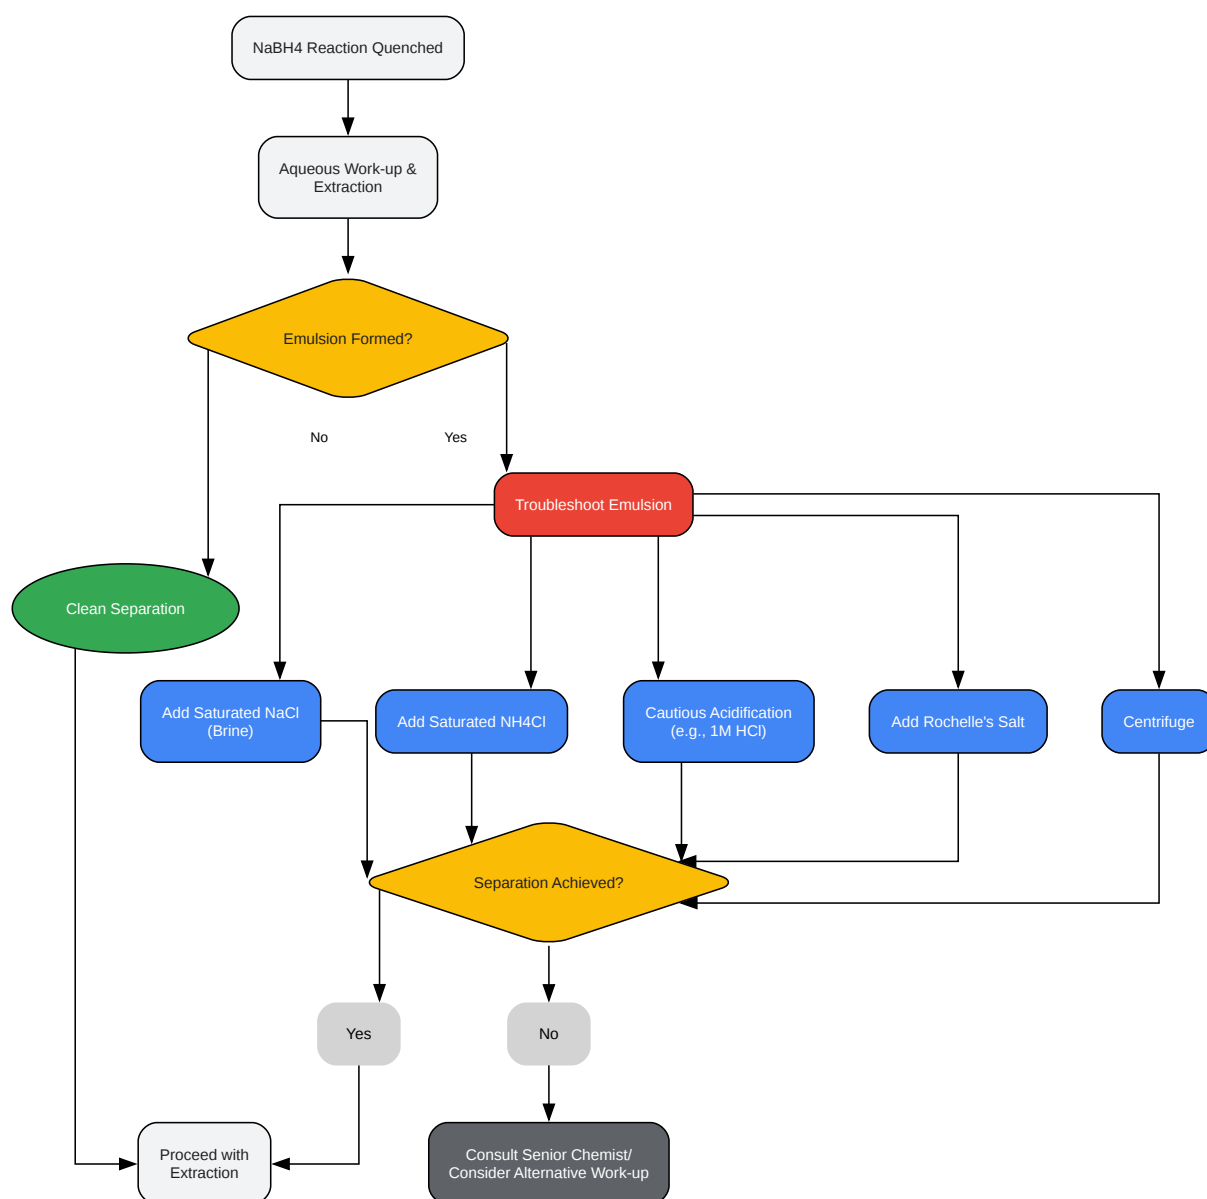 NaBH4 Reaction Quenched
Aqueous Work-up &
Extraction
Emulsion Formed?
No
Yes
Troubleshoot Emulsion
Clean Separation
Add Saturated NaCl
(Brine)
Add Saturated NH4Cl
Cautious Acidification
(e.g., 1M HCl)
Add Rochelle's Salt
Centrifuge
Separation Achieved?
Yes
No
Proceed with
Extraction
Consult Senior Chemist/
Consider Alternative Work-up